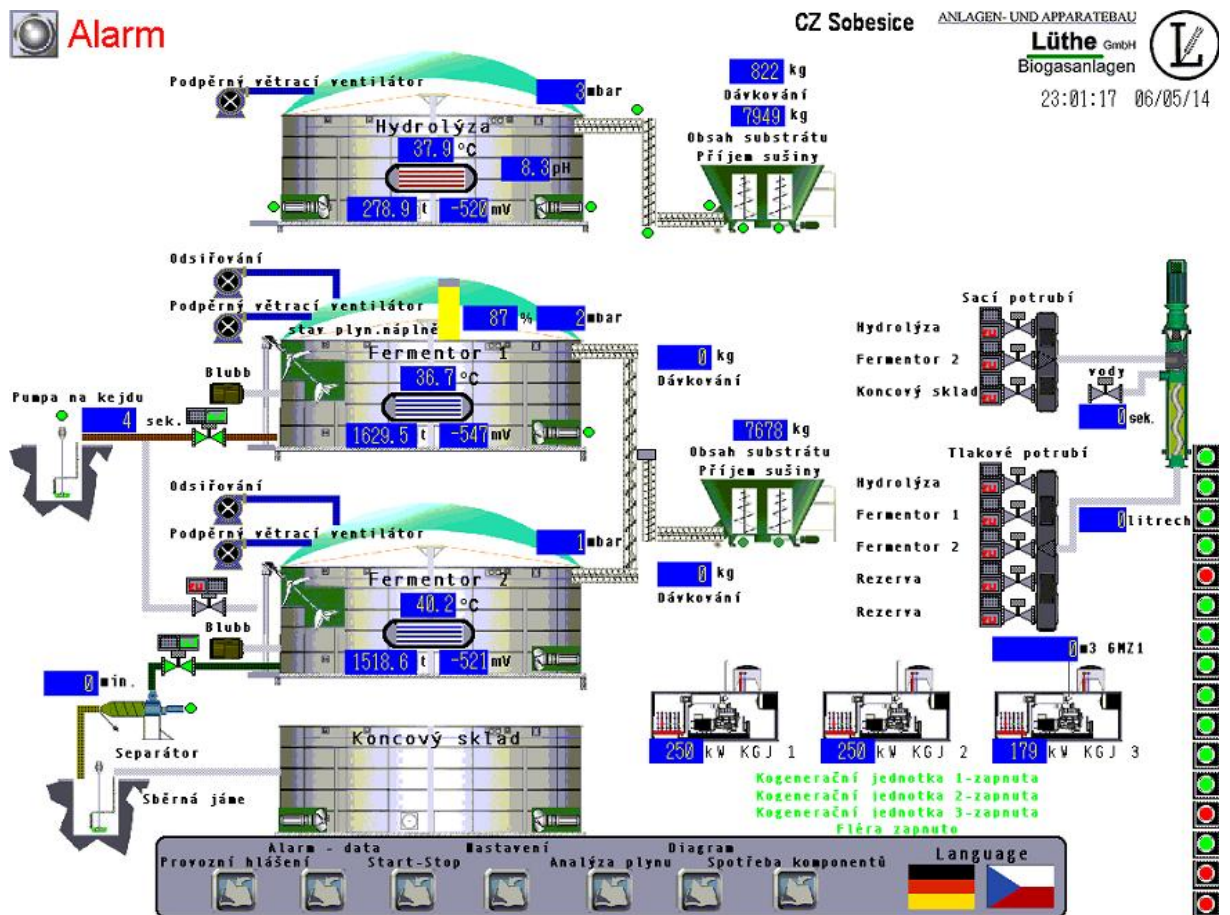 Alarm
CZ Sobesice
ANLAGEN- UND APPARATEBAU
Lüthe GmbH
Biogasanlagen
L
23:01:17 06/05/14
Podpěrný větrací ventilátor
3 mbar
Hydrolýza
37.9 °C
8.3 pH
278.9 t
-520 mV
822 kg
Dávkování
7949 kg
Obsah substrátu
Příjem sušiny
Odsiřování
Podpěrný větrací ventilátor
stav plyn.náplně
87 %
2 mbar
Fermentor 1
36.7 °C
1629.5 t
-547 mV
Blubb
Pumpa na kejdu
4 sek.
0 kg
Dávkování
7678 kg
Obsah substrátu
Příjem sušiny
Odsiřování
Podpěrný větrací ventilátor
1 mbar
Fermentor 2
40.2 °C
1518.6 t
-521 mV
Blubb
0 kg
Dávkování
0 min.
Separátor
Sběrná jáme
Koncový sklad
Sací potrubí
Hydrolýza
Fermentor 2
Koncový sklad
vody
0 sek.
Tlakové potrubí
Hydrolýza
Fermentor 1
Fermentor 2
Rezerva
Rezerva
0 litrech
0 m3 GMZ1
250 kW KGJ 1
250 kW KGJ 2
179 kW KGJ 3
Kogenerační jednotka 1-zapnuta
Kogenerační jednotka 2-zapnuta
Kogenerační jednotka 3-zapnuta
Fléra zapnuto
Provozní hlášení
Alarm - data
Start-Stop
Nastavení
Analýza plynu
Diagram
Spotřeba komponentů
Language